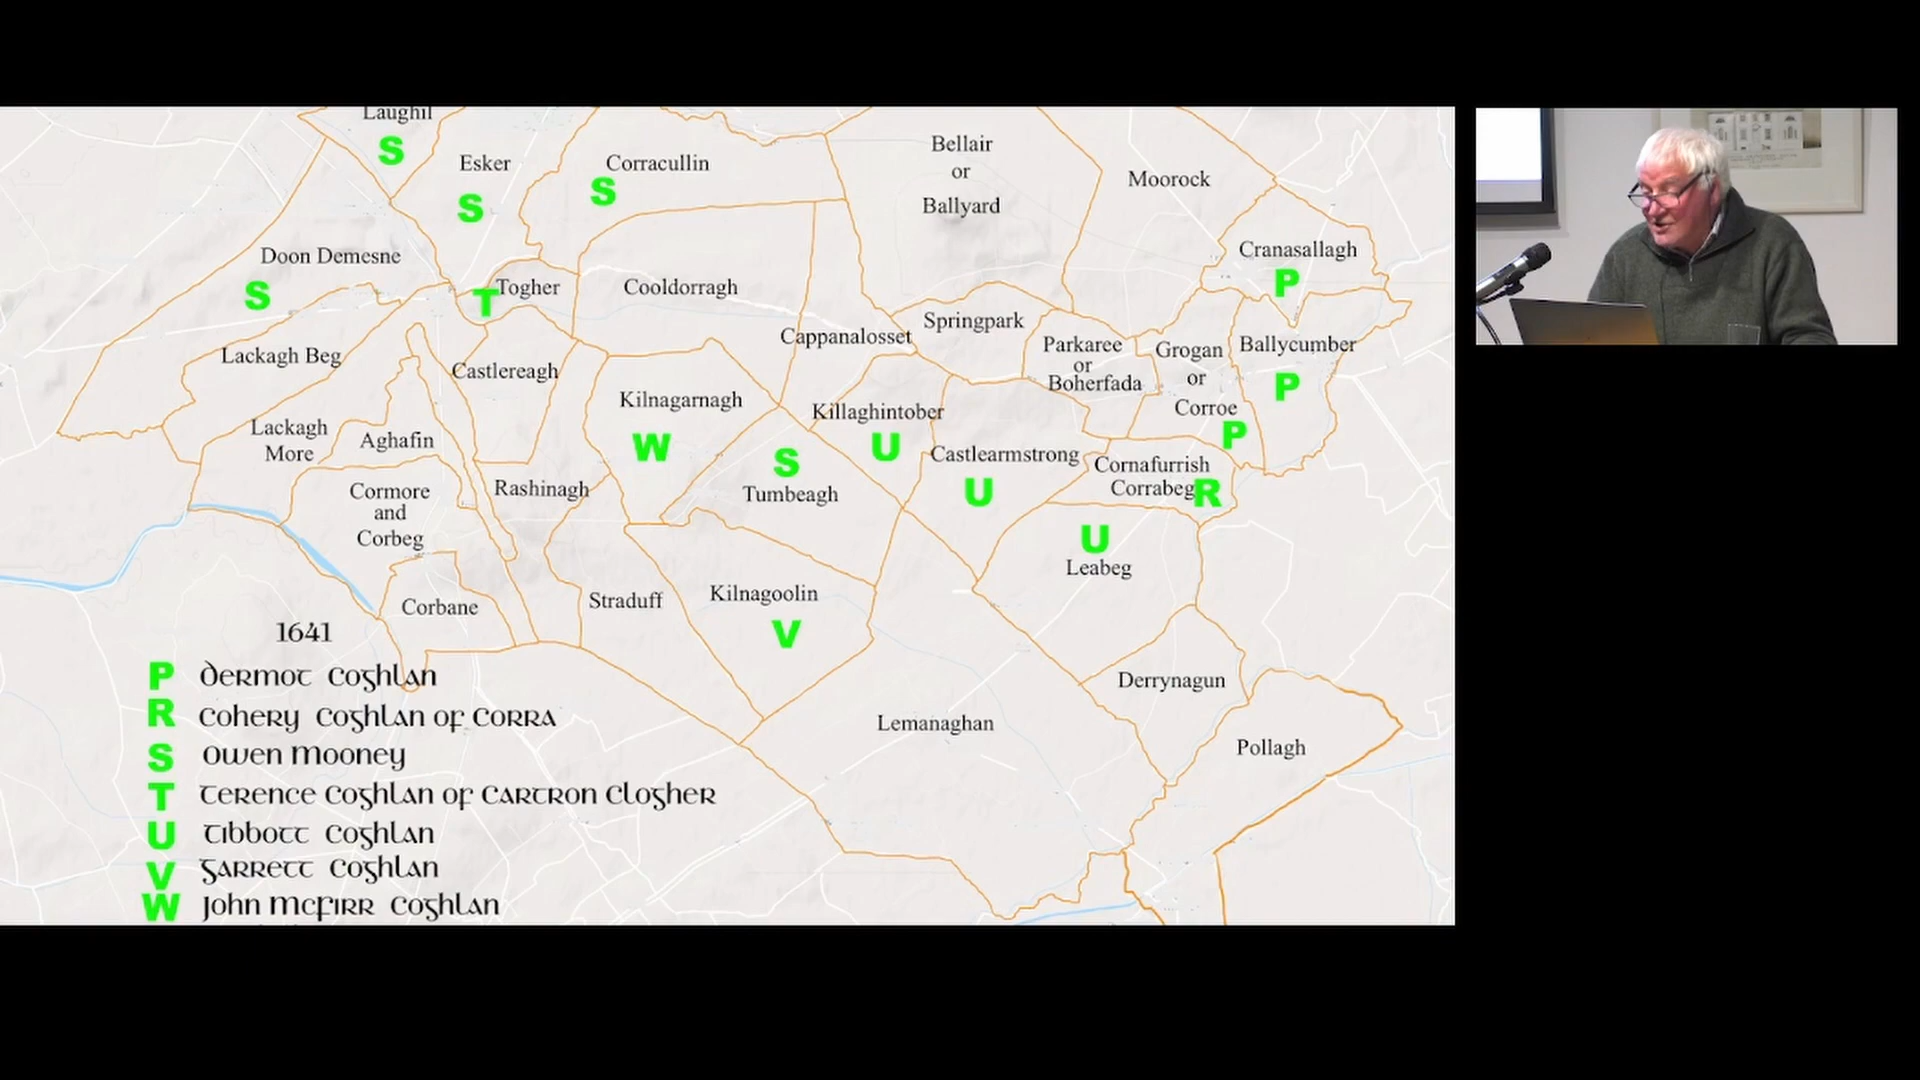 Laughil
S
Esker
S
Corracullin
S
Bellair
or
Ballyard
Moorock
Cranasallagh
P
Doon Demesne
S
Togher
T
Cooldorragh
Cappanalosset
Springpark
Parkaree
or
Boherfada
Grogan
or
Corroe
P
Ballycumber
P
Lackagh Beg
Castlereagh
Kilnagarnagh
W
Killaghintober
U
Lackagh
More
Aghafin
Castlearmstrong
U
Cornafurrish
Corrabeg
R
S
Tumbeagh
Cormore
and
Corbeg
Rashinagh
U
Leabeg
Corbane
Straduff
Kilnagoolin
V
Derrynagun
Lemanaghan
Pollagh
1641
P Dermot Coghlan
R Cohery Coghlan of Corra
S Owen Mooney
T Terence Coghlan of Cartron Clogher
U Tibbott Coghlan
V Garrett Coghlan
W John McFirr Coghlan